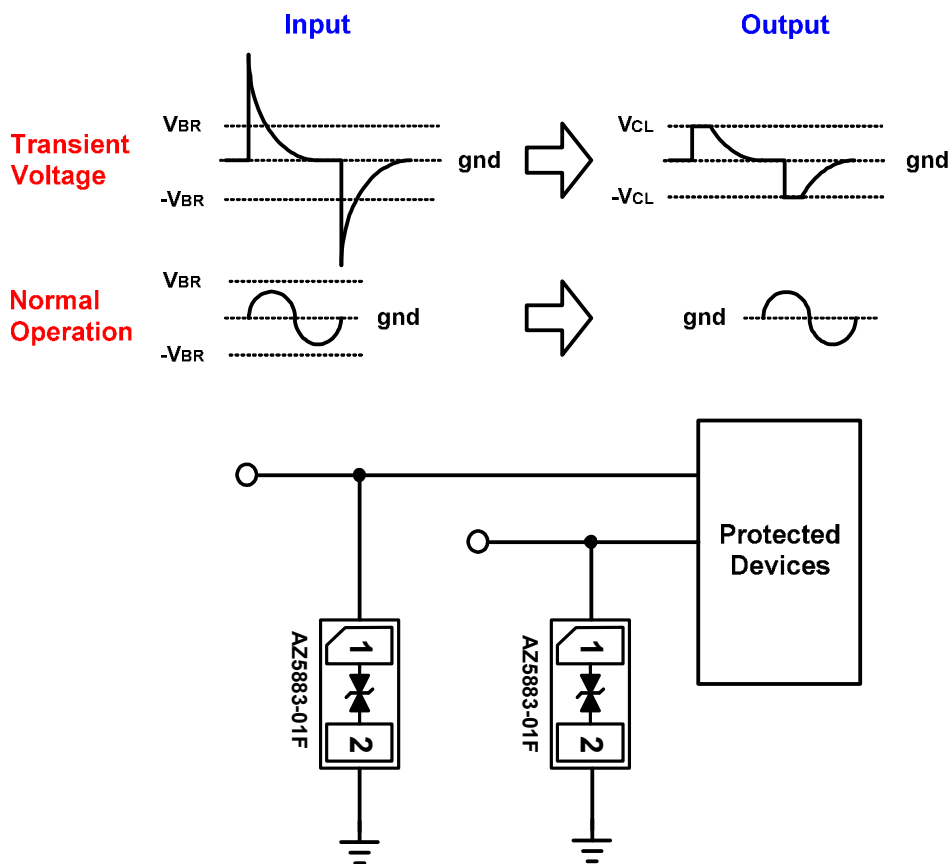 Input
Output
VBR
VCL
Transient
Voltage
gnd
gnd
-VBR
-VCL
VBR
Normal
Operation
gnd
gnd
-VBR
Protected
Devices
AZ5883-01F
1
2
AZ5883-01F
1
2